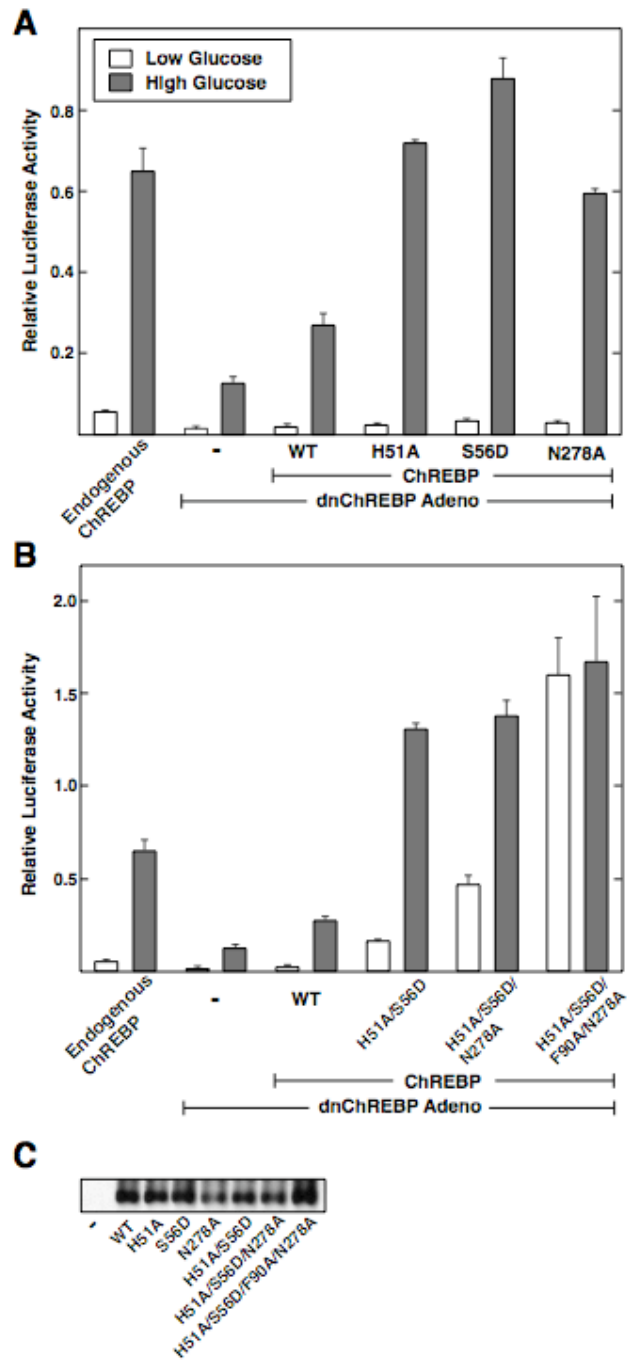 A
Low Glucose
High Glucose
Relative Luciferase Activity
0.8
0.6
0.4
0.2
Endogenous
ChREBP
-
WT
H51A
S56D
N278A
ChREBP
dnChREBP Adeno
B
Relative Luciferase Activity
2.0
1.5
1.0
0.5
Endogenous
ChREBP
-
WT
H51A/S56D
H51A/S56D/
N278A
H51A/S56D/
F90A/N278A
ChREBP
dnChREBP Adeno
C
-
WT
H51A
S56D
N278A
H51A/S56D
H51A/S56D/N278A
H51A/S56D/F90A/N278A